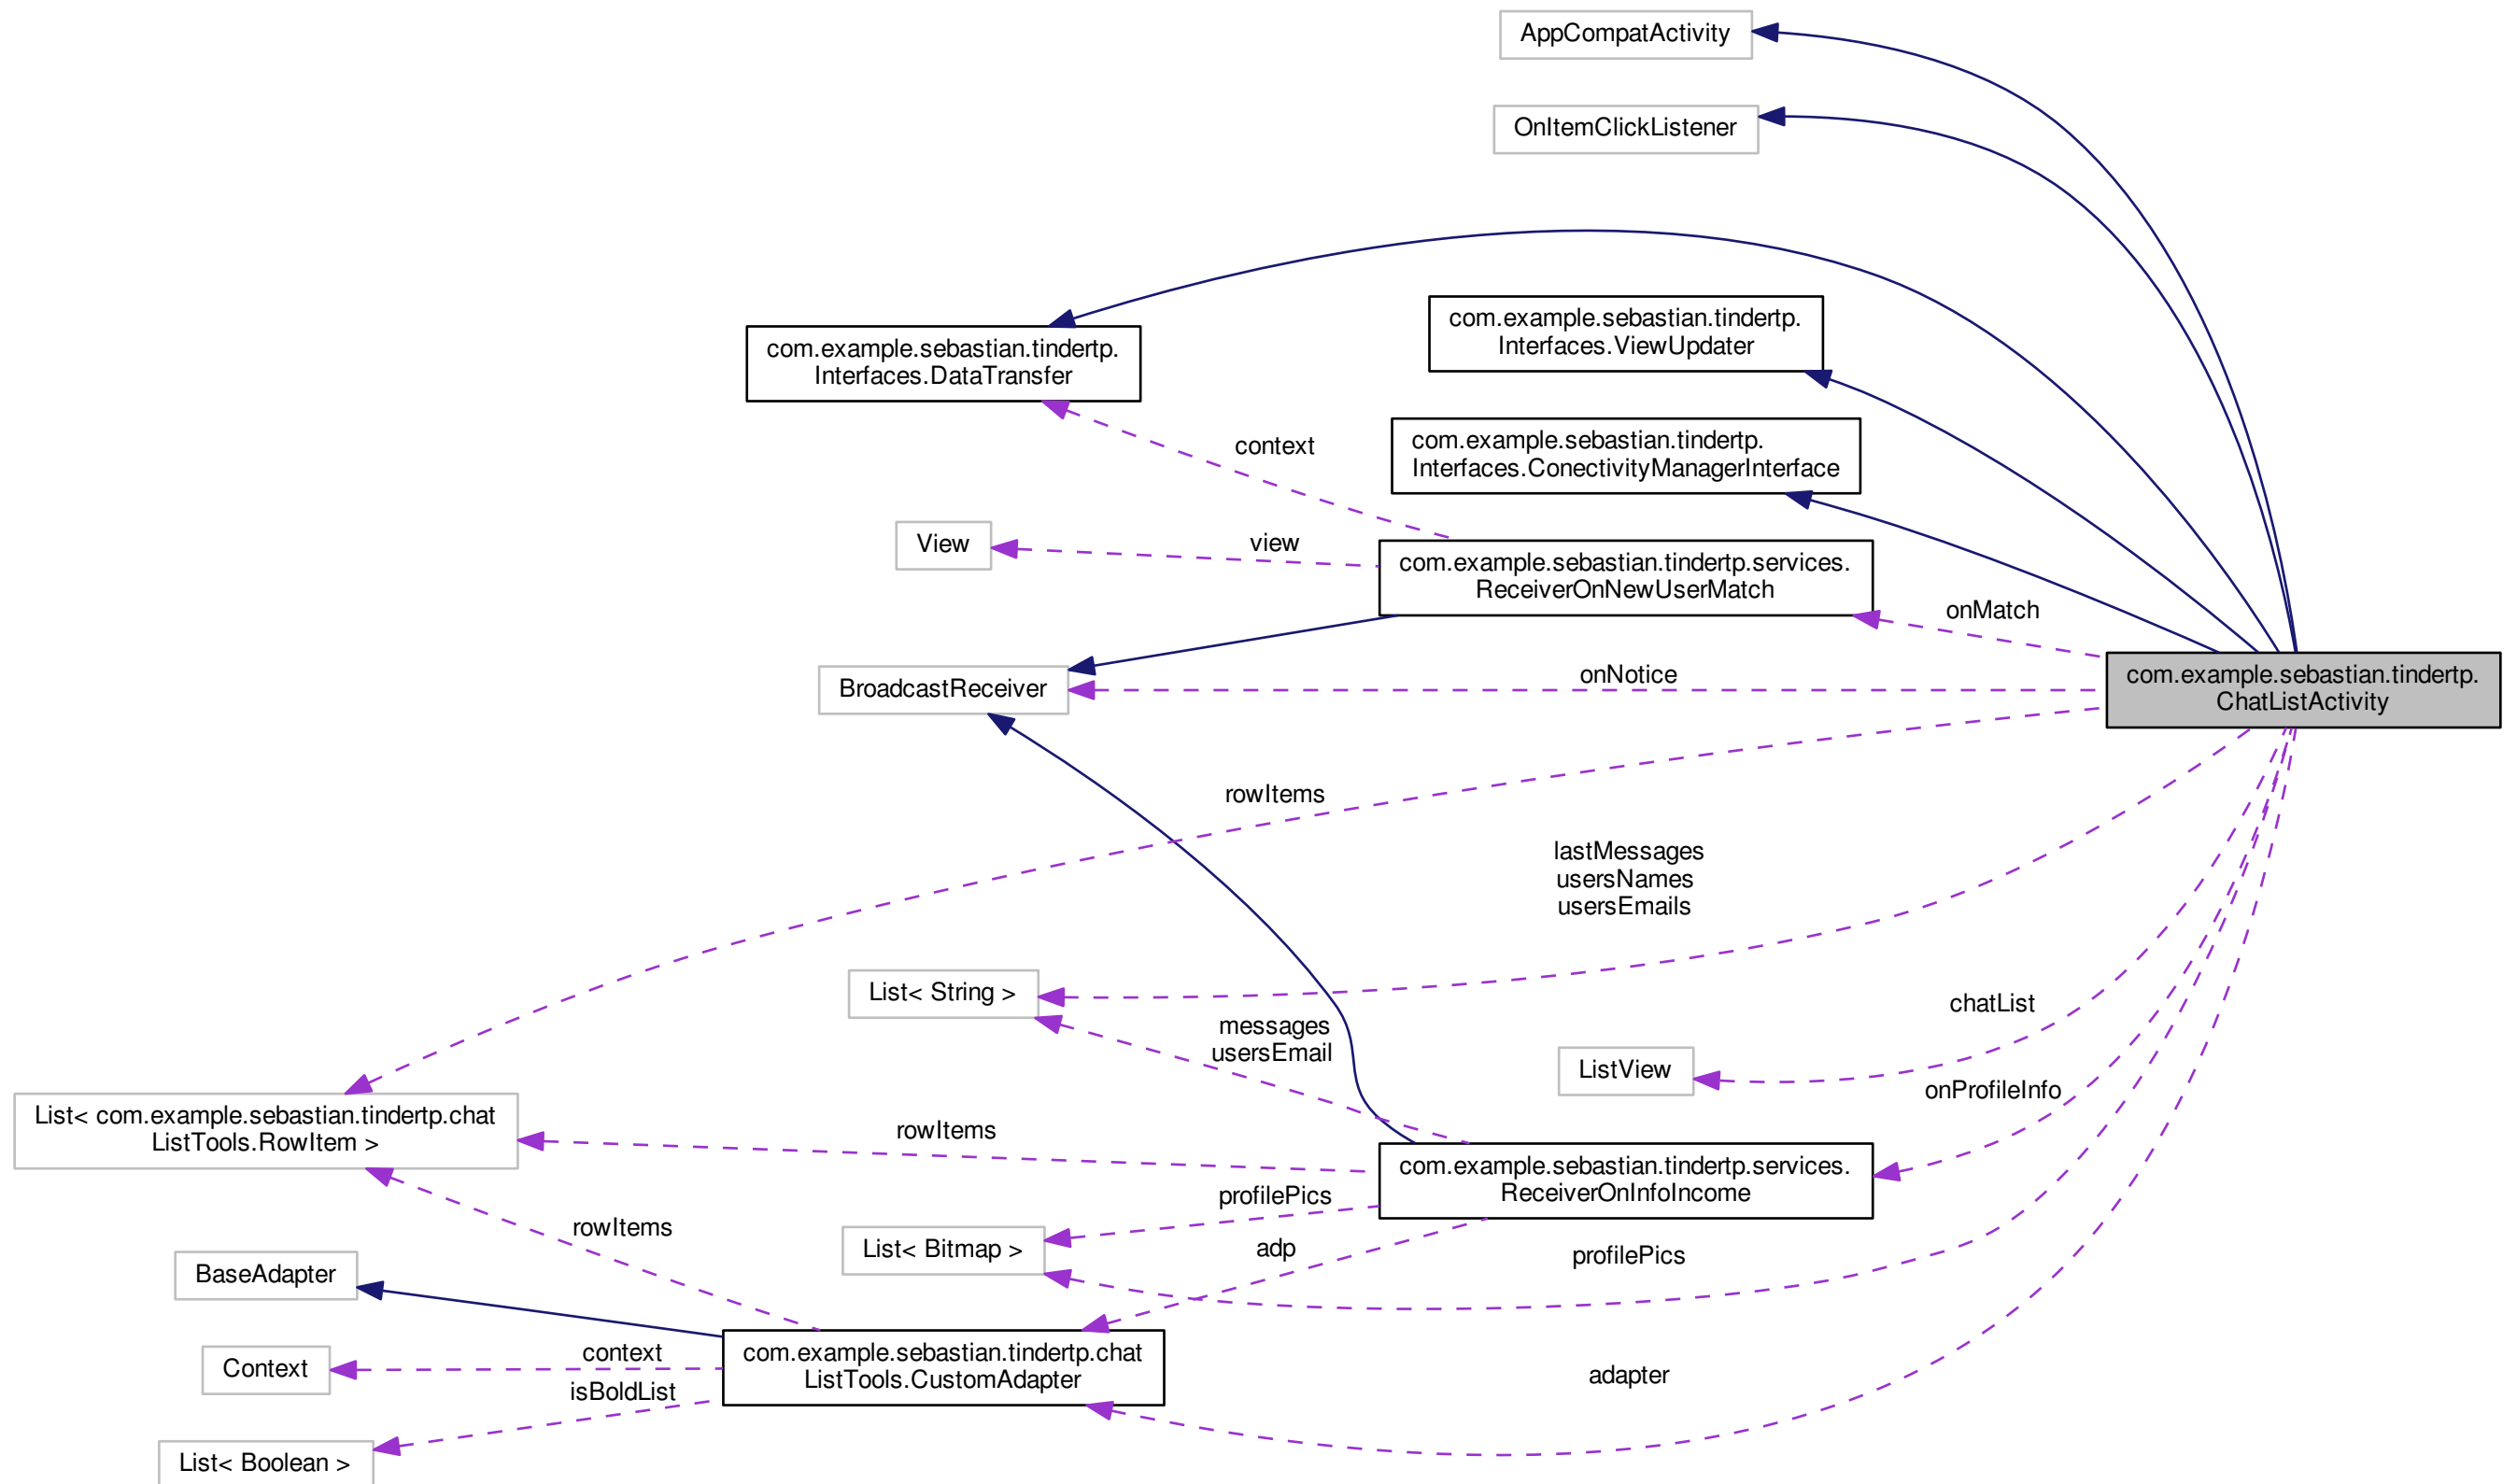 AppCompatActivity
OnItemClickListener
com.example.sebastian.tindertp.
Interfaces.ViewUpdater
com.example.sebastian.tindertp.
Interfaces.DataTransfer
com.example.sebastian.tindertp.
Interfaces.ConectivityManagerInterface
context
View
view
com.example.sebastian.tindertp.services.
ReceiverOnNewUserMatch
onMatch
BroadcastReceiver
onNotice
com.example.sebastian.tindertp.
ChatListActivity
rowItems
lastMessages
usersNames
usersEmails
List< String >
chatList
messages
usersEmail
ListView
onProfileInfo
List< com.example.sebastian.tindertp.chat
ListTools.RowItem >
rowItems
com.example.sebastian.tindertp.services.
ReceiverOnInfoIncome
profilePics
rowItems
List< Bitmap >
adp
profilePics
BaseAdapter
context
Context
com.example.sebastian.tindertp.chat
ListTools.CustomAdapter
adapter
isBoldList
List< Boolean >